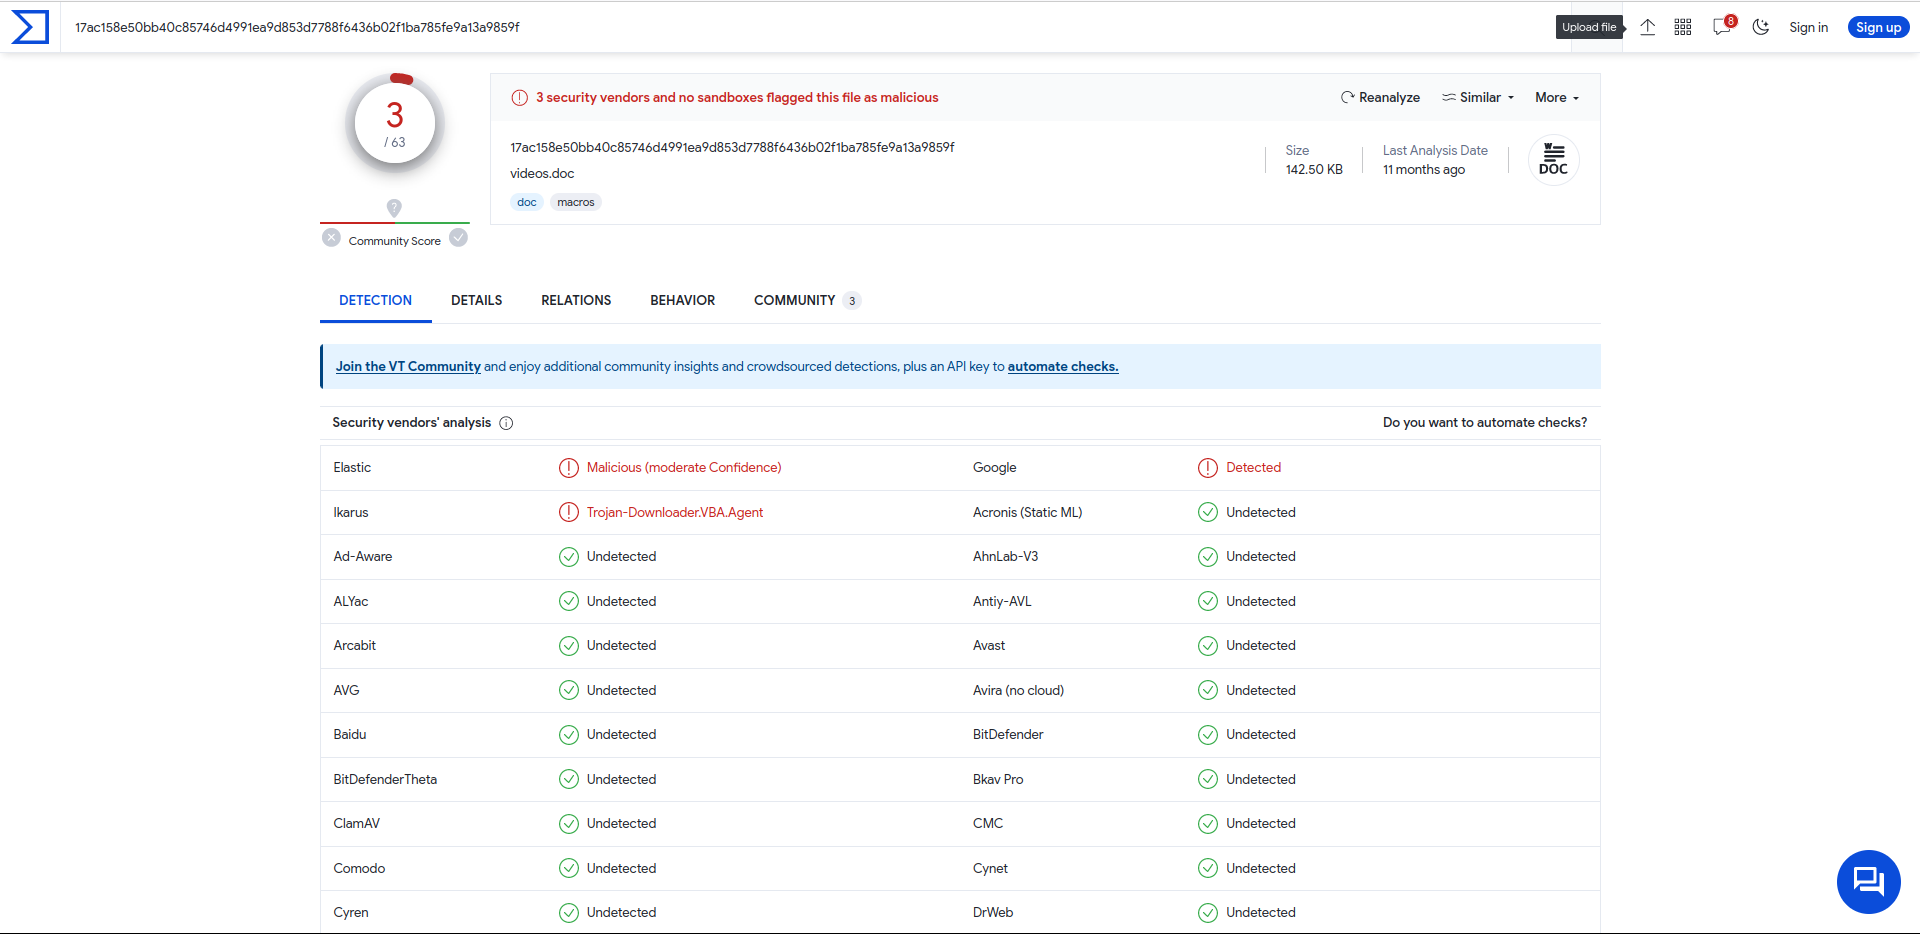 17ac158e50bb40c85746d4991ea9d853d7788f6436b02f1ba785fe9a13a9859f
Upload file
8
Sign in
Sign up
3
/ 63
Community Score
3 security vendors and no sandboxes flagged this file as malicious
Reanalyze
Similar
More
17ac158e50bb40c85746d4991ea9d853d7788f6436b02f1ba785fe9a13a9859f
videos.doc
doc
macros
Size
142.50 KB
Last Analysis Date
11 months ago
W
DOC
DETECTION
DETAILS
RELATIONS
BEHAVIOR
COMMUNITY 3
Join the VT Community and enjoy additional community insights and crowdsourced detections, plus an API key to automate checks.
Security vendors' analysis
Do you want to automate checks?
Elastic Malicious (moderate Confidence) Google Detected
Ikarus Trojan-Downloader.VBA.Agent Acronis (Static ML) Undetected
Ad-Aware Undetected AhnLab-V3 Undetected
ALYac Undetected Antiy-AVL Undetected
Arcabit Undetected Avast Undetected
AVG Undetected Avira (no cloud) Undetected
Baidu Undetected BitDefender Undetected
BitDefenderTheta Undetected Bkav Pro Undetected
ClamAV Undetected CMC Undetected
Comodo Undetected Cynet Undetected
Cyren Undetected DrWeb Undetected